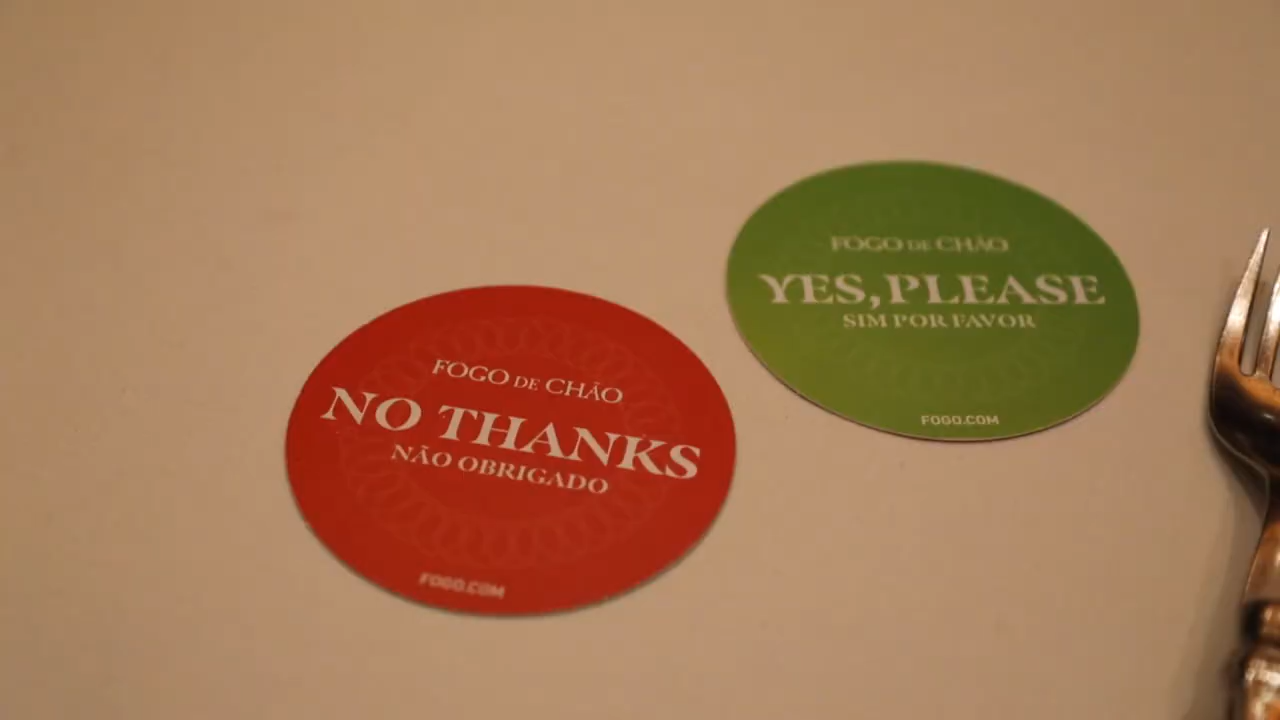 FOGO DE CHÃO
NO THANKS
NÃO OBRIGADO
FOGO.COM
FOGO DE CHÃO
YES, PLEASE
SIM POR FAVOR
FOGO.COM